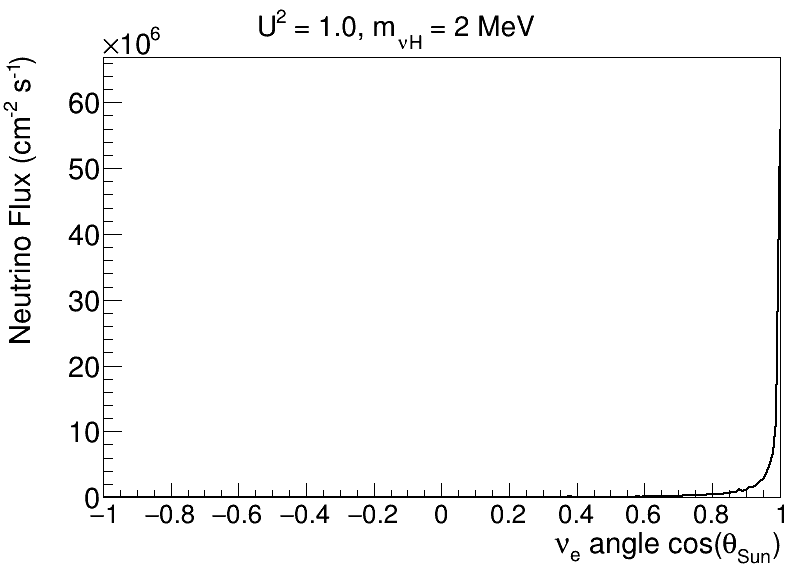 U² = 1.0, m_νH = 2 MeV
×10⁶
Neutrino Flux (cm⁻² s⁻¹)
60
50
40
30
20
10
0
−1 −0.8 −0.6 −0.4 −0.2 0 0.2 0.4 0.6 0.8 1
ν_e angle cos(θ_Sun)